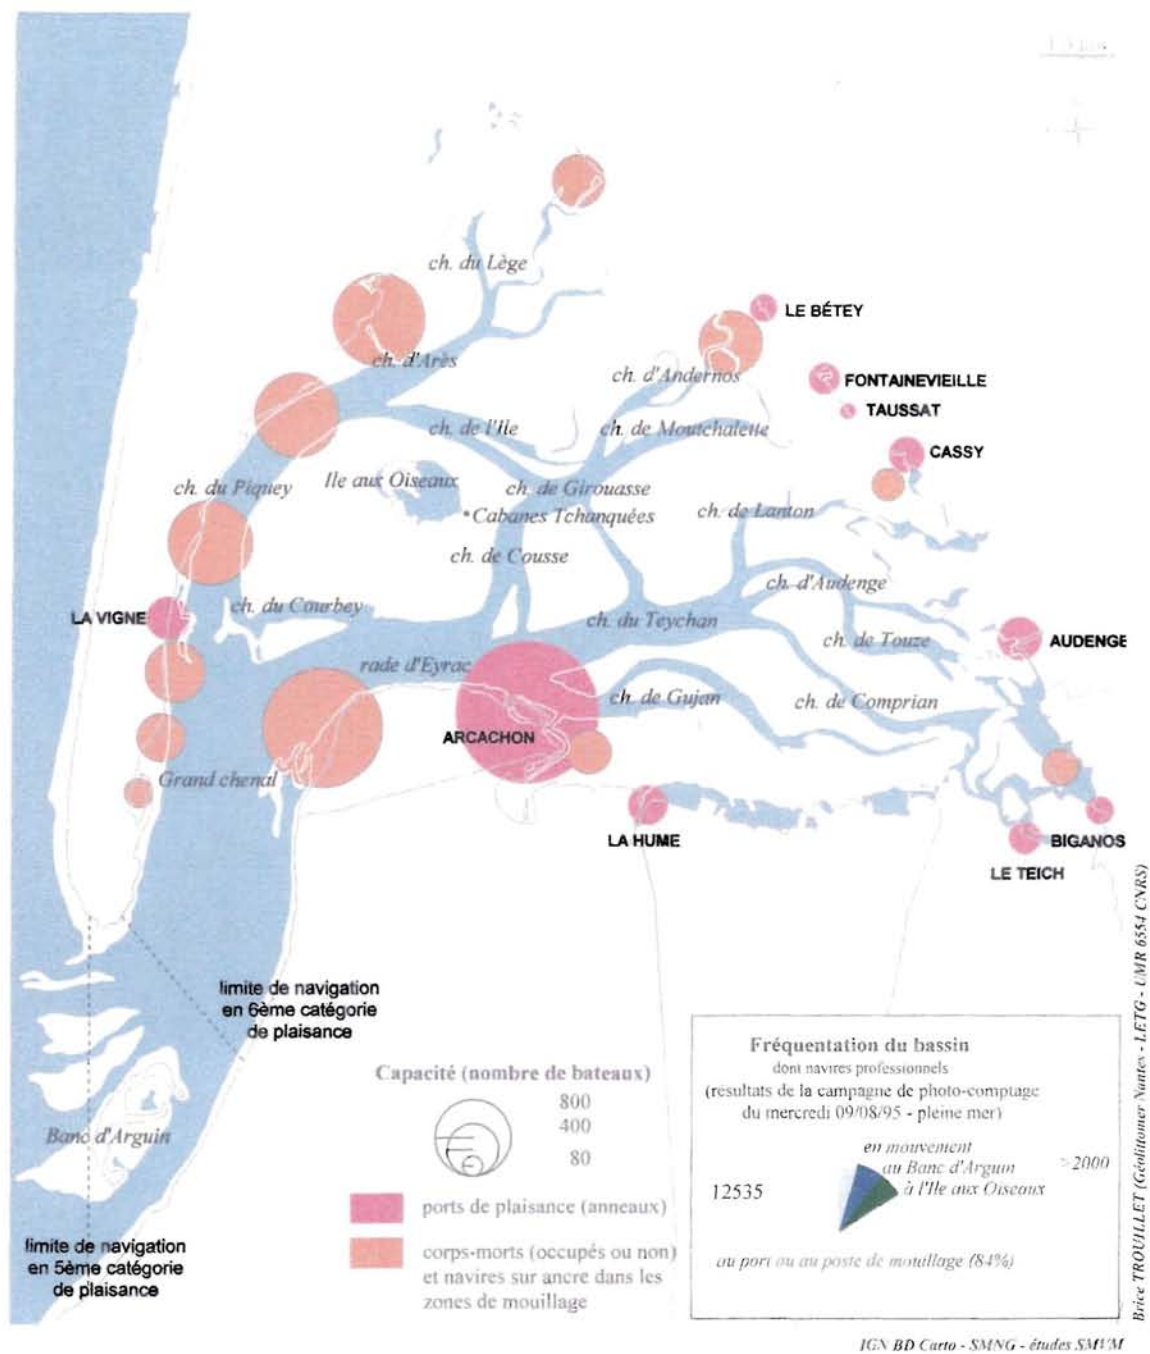 ch. du Lège
LE BÉTEY
ch. d'Arès
ch. d'Andernos
FONTAINEVIEILLE
TAUSSAT
ch. de l'Ile
ch. de Moutchalette
CASSY
Ile aux Oiseaux
ch. du Piquey
ch. de Girouasse
Cabanes Tchanquées
ch. de Lanton
ch. de Cousse
ch. d'Audenge
LA VIGNE
ch. du Courbey
ch. du Teychan
ch. de Touze
AUDENGE
rade d'Eyrac
ch. de Gujan
ch. de Comprian
ARCACHON
Grand chenal
LA HUME
BIGANOS
LE TEICH
limite de navigation
en 6ème catégorie
de plaisance
Banc d'Arguin
limite de navigation
en 5ème catégorie
de plaisance
Capacité (nombre de bateaux)
800
400
80
ports de plaisance (anneaux)
corps-morts (occupés ou non)
et navires sur ancre dans les
zones de mouillage
Fréquentation du bassin
dont navires professionnels
(résultats de la campagne de photo-comptage
du mercredi 09/08/95 - pleine mer)
en mouvement
au Banc d'Arguin
à l'Ile aux Oiseaux
>2000
12535
au port ou au poste de mouillage (84%)
Brice TROUILLET (Géolittomer Nantes - LETG - UMR 6554 CNRS)
IGN BD Carto - SMNG - études SMVM